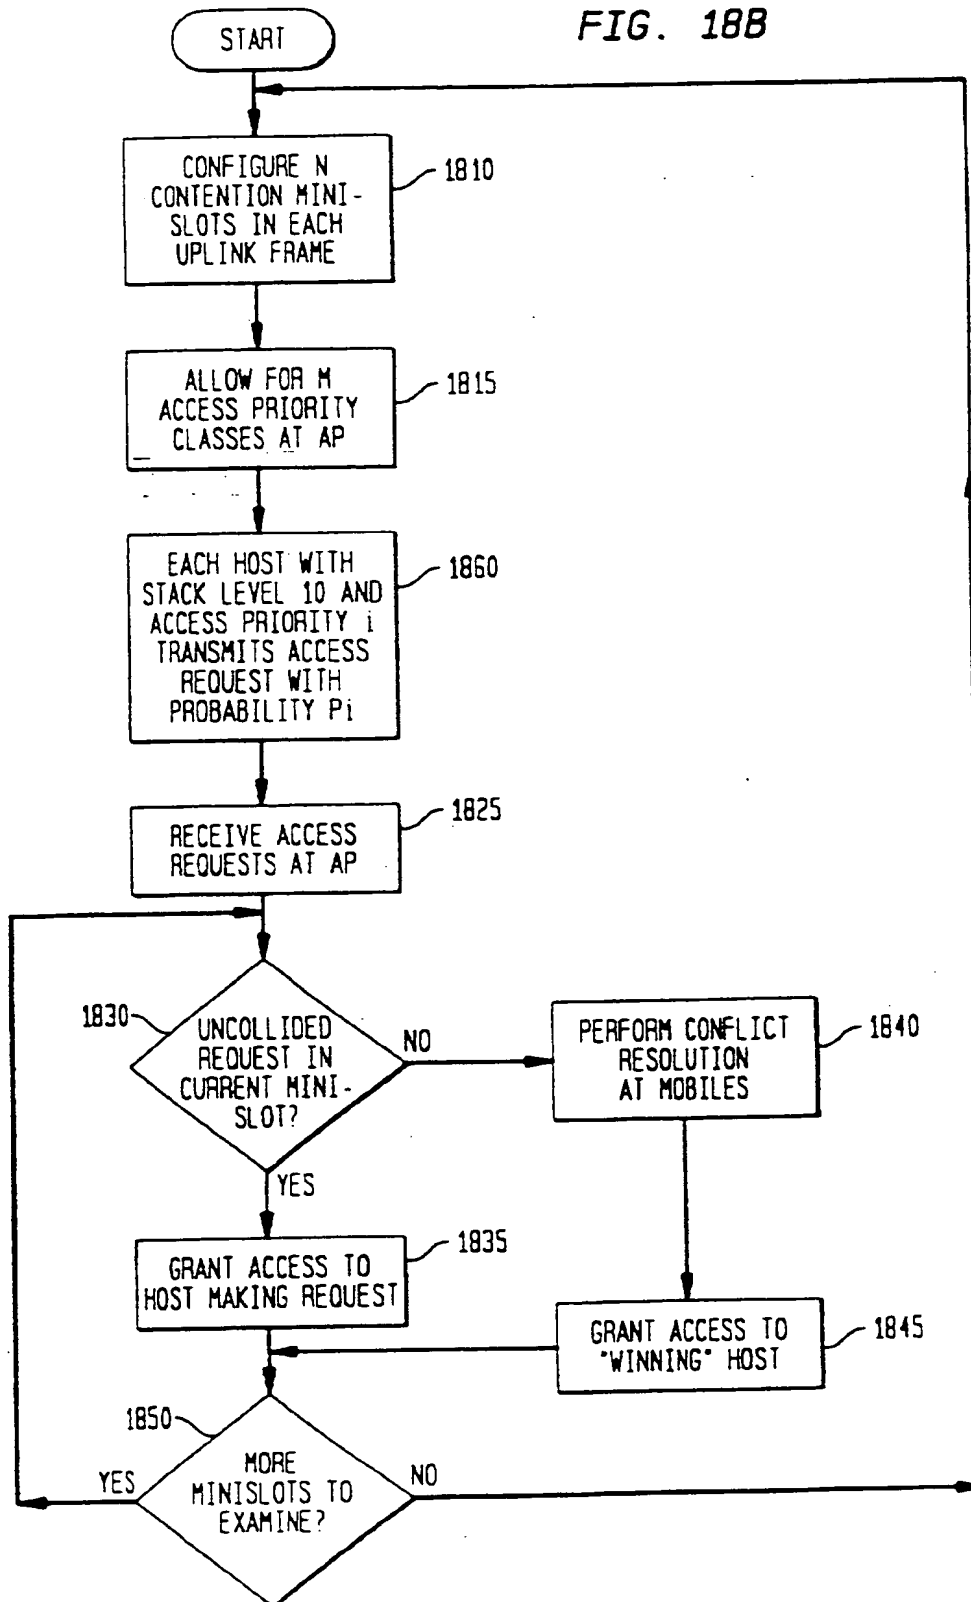 FIG. 18B
START
CONFIGURE N
CONTENTION MINI-
SLOTS IN EACH
UPLINK FRAME
1810
ALLOW FOR M
ACCESS PRIORITY
CLASSES AT AP
1815
EACH HOST WITH
STACK LEVEL 10 AND
ACCESS PRIORITY i
TRANSMITS ACCESS
REQUEST WITH
PROBABILITY Pi
1860
RECEIVE ACCESS
REQUESTS AT AP
1825
1830
UNCOLLIDED
REQUEST IN
CURRENT MINI-
SLOT?
NO
YES
PERFORM CONFLICT
RESOLUTION
AT MOBILES
1840
GRANT ACCESS TO
HOST MAKING REQUEST
1835
GRANT ACCESS TO
"WINNING" HOST
1845
1850
MORE
MINISLOTS TO
EXAMINE?
YES
NO